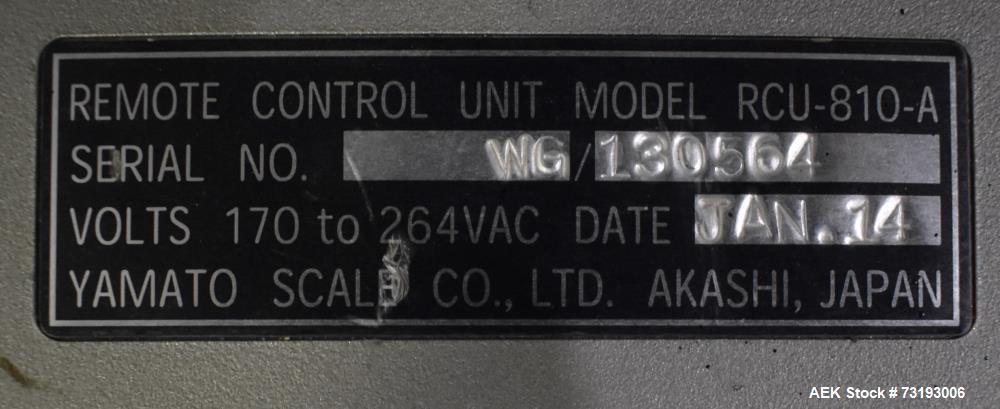 REMOTE CONTROL UNIT MODEL RCU-810-A
SERIAL NO. WG/130564
VOLTS 170 to 264VAC DATE JAN.14
YAMATO SCALE CO., LTD. AKASHI, JAPAN
AEK Stock # 73193006